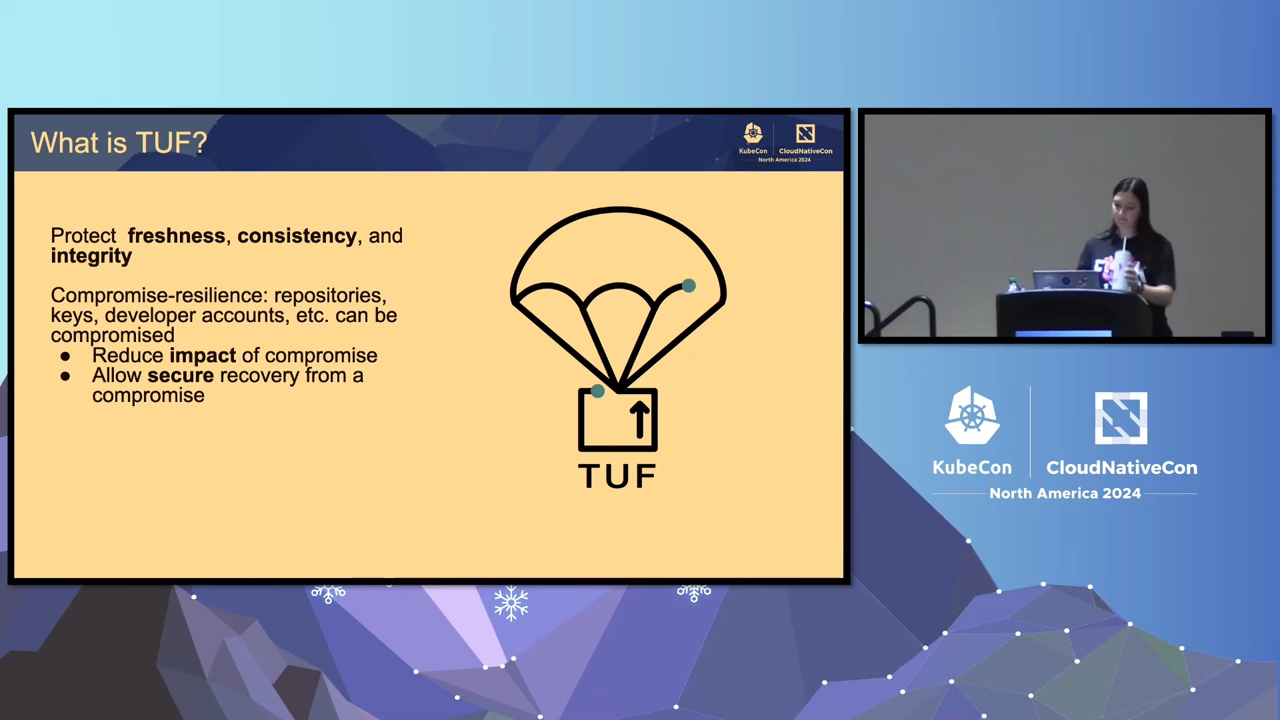 What is TUF?
KubeCon
CloudNativeCon
North America 2024
Protect freshness, consistency, and
integrity
Compromise-resilience: repositories,
keys, developer accounts, etc. can be
compromised
● Reduce impact of compromise
● Allow secure recovery from a
compromise
TUF
KubeCon
CloudNativeCon
North America 2024